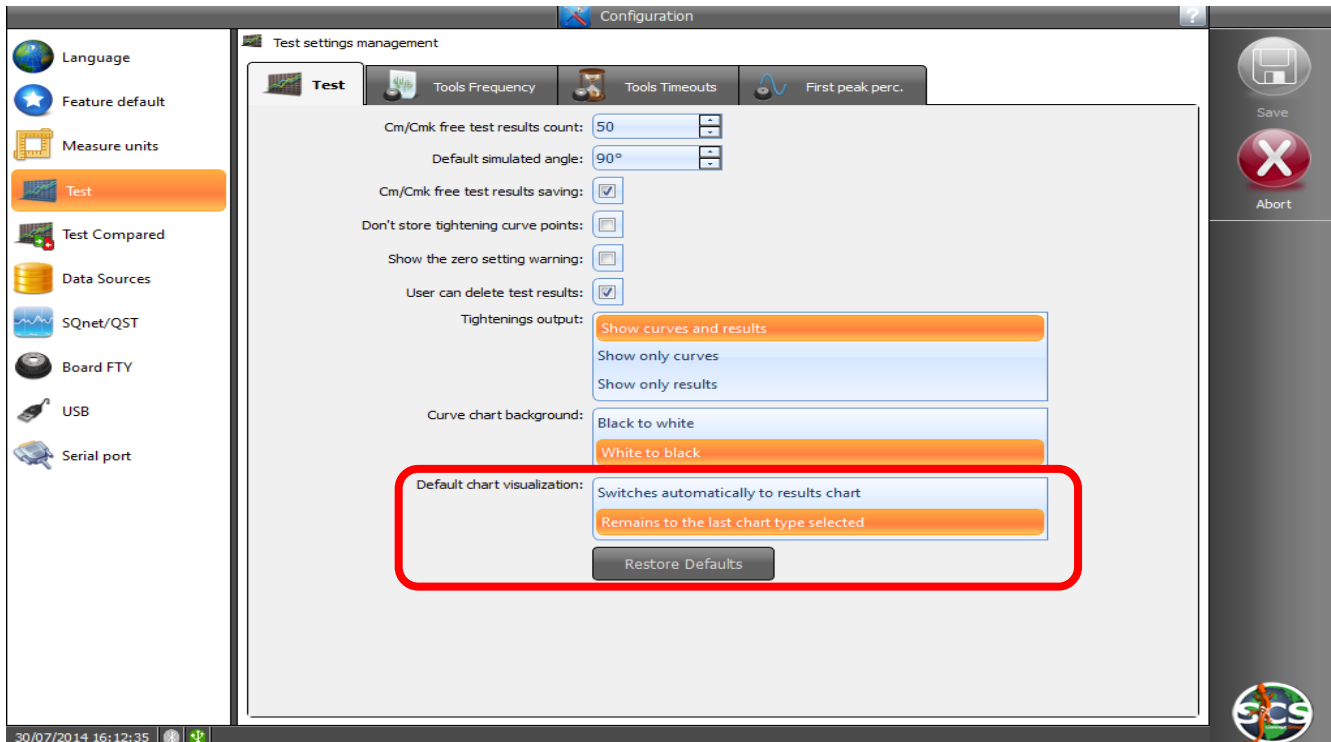 Configuration
?
Language
Feature default
Measure units
Test
Test Compared
Data Sources
SQnet/QST
Board FTY
USB
Serial port
Test settings management
Test
Tools Frequency
Tools Timeouts
First peak perc.
Cm/Cmk free test results count: 50
Default simulated angle: 90°
Cm/Cmk free test results saving:
Don't store tightening curve points:
Show the zero setting warning:
User can delete test results:
Tightenings output:
Show curves and results
Show only curves
Show only results
Curve chart background:
Black to white
White to black
Default chart visualization:
Switches automatically to results chart
Remains to the last chart type selected
Restore Defaults
Save
Abort
SCS
30/07/2014 16:12:35